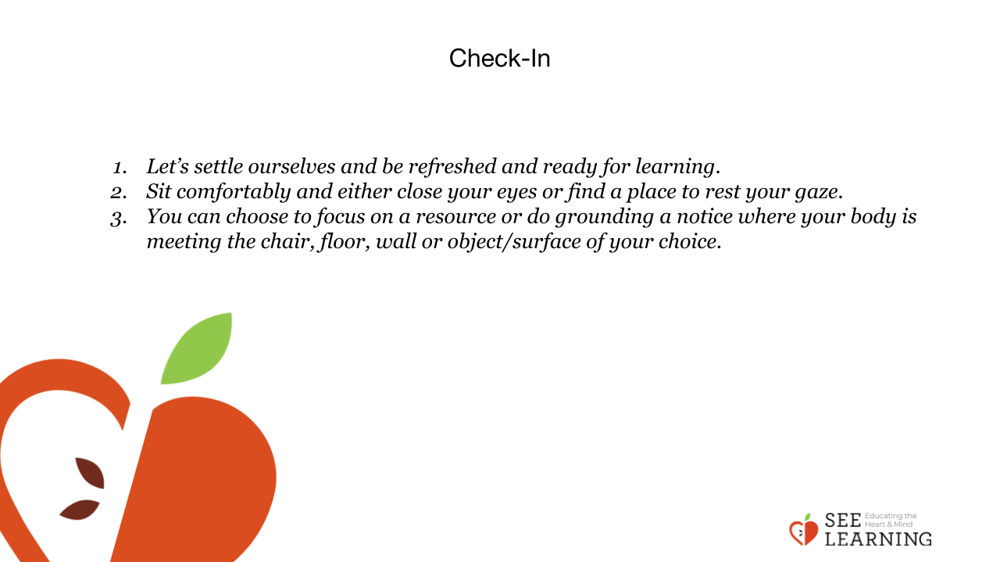 Check-In
1. Let’s settle ourselves and be refreshed and ready for learning.
2. Sit comfortably and either close your eyes or find a place to rest your gaze.
3. You can choose to focus on a resource or do grounding a notice where your body is
meeting the chair, floor, wall or object/surface of your choice.
SEE Educating the
Heart & Mind
LEARNING